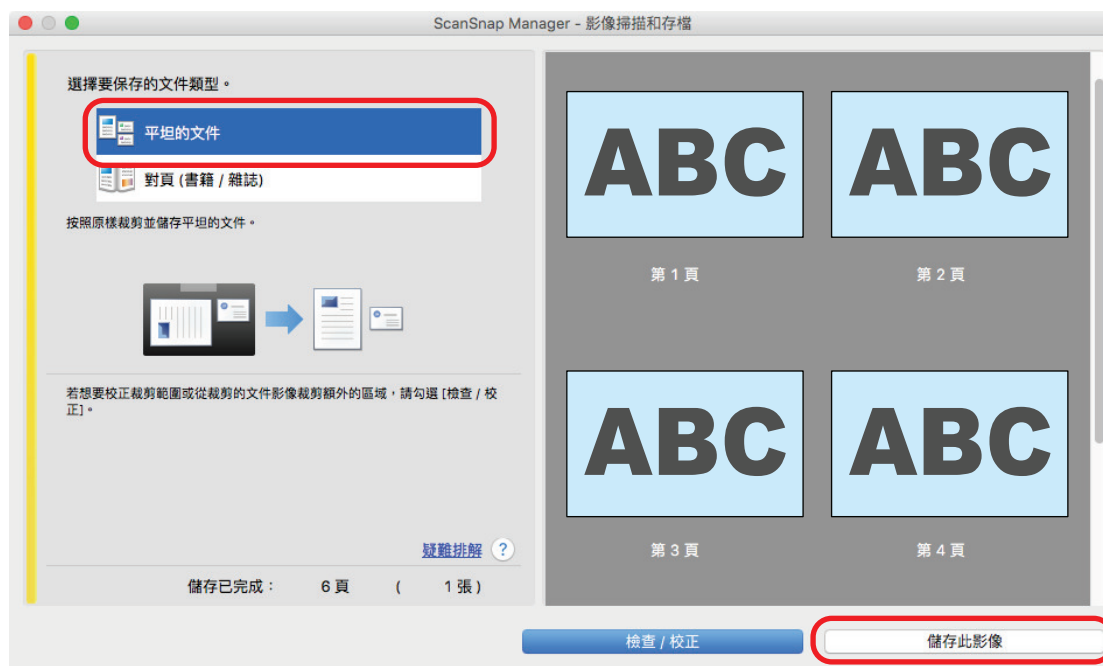 ScanSnap Manager - 影像掃描和存檔
選擇要保存的文件類型。
平坦的文件
對頁 (書籍 / 雜誌)
按照原樣裁剪並儲存平坦的文件。
若想要校正裁剪範圍或從裁剪的文件影像裁剪額外的區域，請勾選 [檢查 / 校
正]。
疑難排解 ?
儲存已完成： 6 頁 ( 1 張 )
ABC ABC
第 1 頁 第 2 頁
ABC ABC
第 3 頁 第 4 頁
檢查 / 校正 儲存此影像